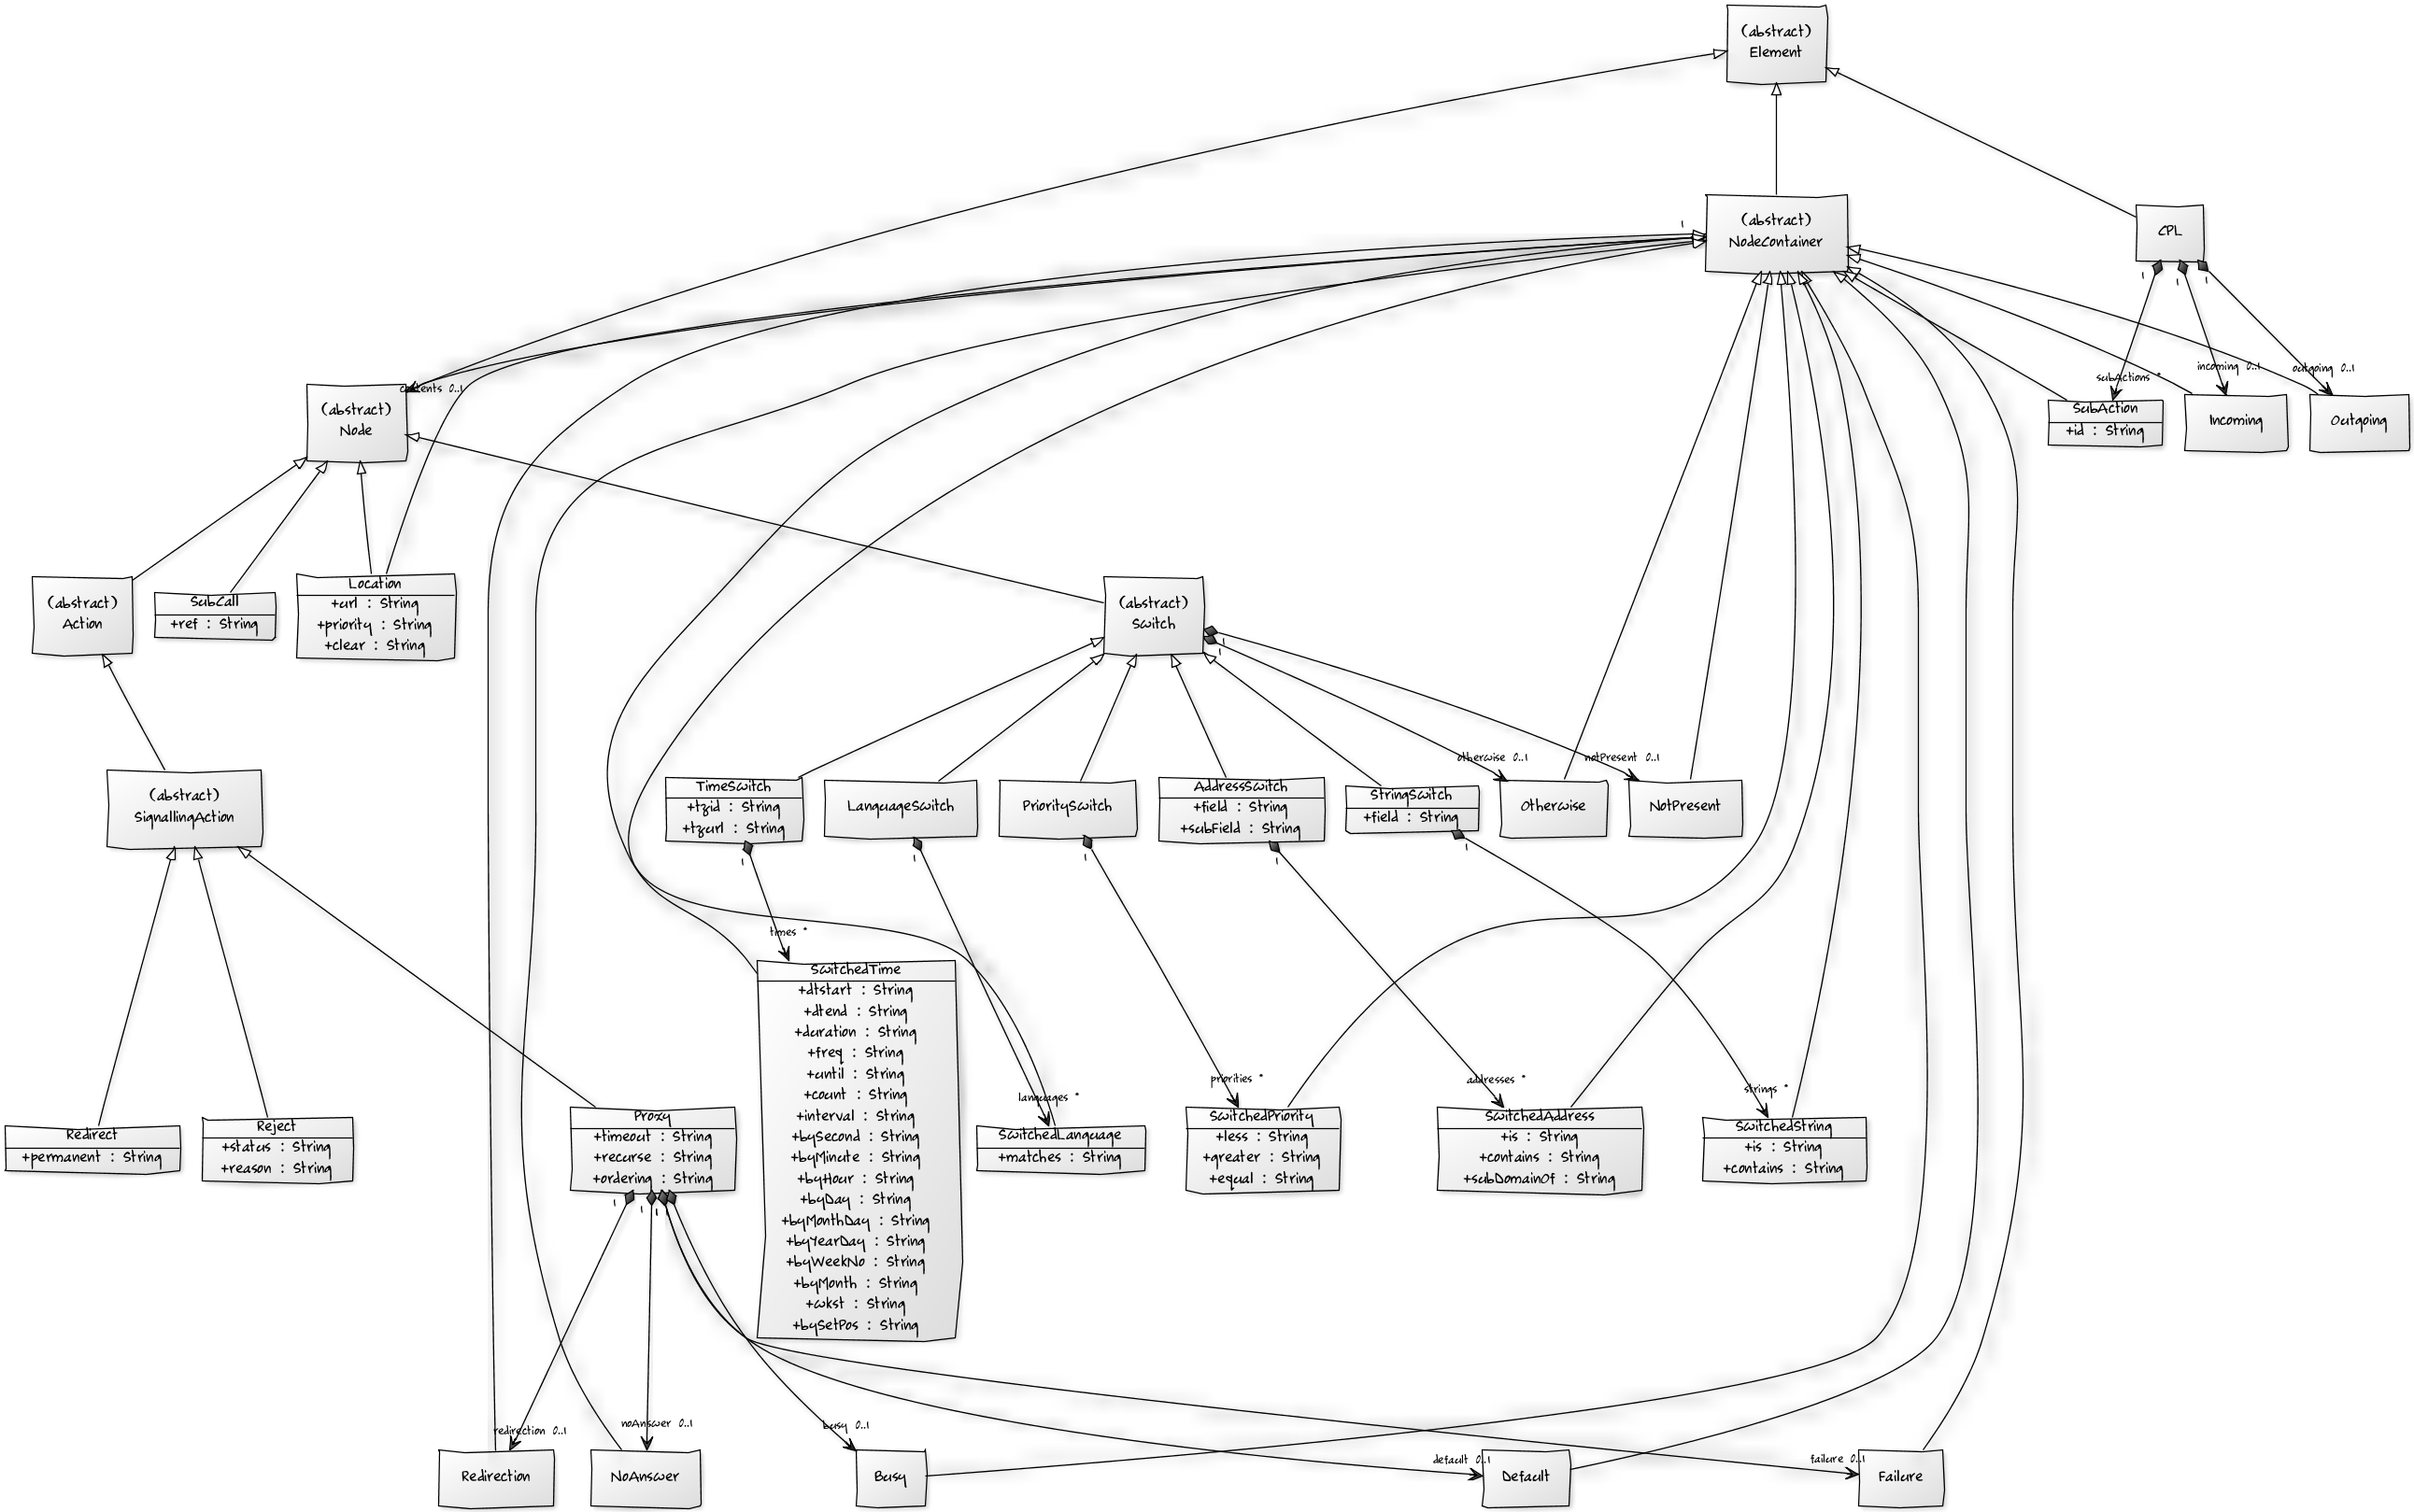 (abstract)
Element
(abstract)
NodeContainer
1
CPL
1
1
1
contents 0..1
(abstract)
Node
subActions *
incoming 0..1
outgoing 0..1
SubAction
+id : String
Incoming
Outgoing
(abstract)
Action
SubCall
+ref : String
Location
+url : String
+priority : String
+clear : String
(abstract)
Switch
1
1
(abstract)
SignallingAction
otherwise 0..1
notPresent 0..1
TimeSwitch
+tzid : String
+tzurl : String
1
LanguageSwitch
1
PrioritySwitch
1
AddressSwitch
+field : String
+subField : String
1
StringSwitch
+field : String
1
Otherwise
NotPresent
times *
SwitchedTime
+dtstart : String
+dtend : String
+duration : String
+freq : String
+until : String
+count : String
+interval : String
+bySecond : String
+byMinute : String
+byHour : String
+byDay : String
+byMonthDay : String
+byYearDay : String
+byWeekNo : String
+byMonth : String
+wkst : String
+bySetPos : String
Redirect
+permanent : String
Reject
+status : String
+reason : String
Proxy
+timeout : String
+recurse : String
+ordering : String
1
1
1
languages *
SwitchedLanguage
+matches : String
priorities *
SwitchedPriority
+less : String
+greater : String
+equal : String
addresses *
SwitchedAddress
+is : String
+contains : String
+subDomainOf : String
strings *
SwitchedString
+is : String
+contains : String
redirection 0..1
noAnswer 0..1
busy 0..1
default 0..1
failure 0..1
Redirection
NoAnswer
Busy
Default
Failure